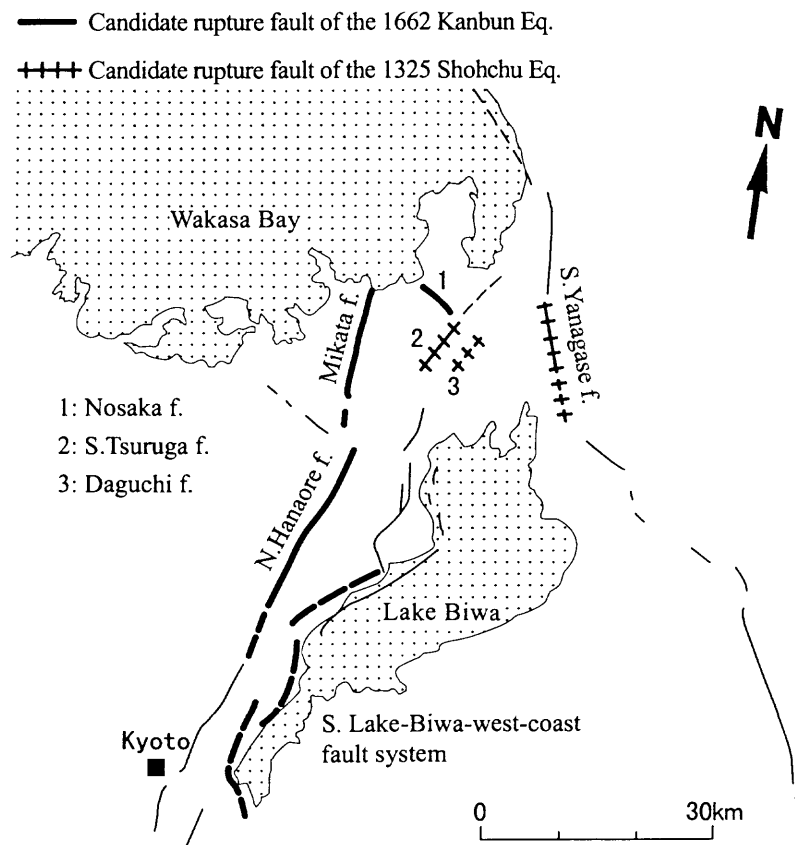 Candidate rupture fault of the 1662 Kanbun Eq.
Candidate rupture fault of the 1325 Shohchu Eq.
N
Wakasa Bay
1
S. Yanagase f.
Mikata f.
2
3
1: Nosaka f.
2: S.Tsuruga f.
3: Daguchi f.
N.Hanaore f.
Lake Biwa
S. Lake-Biwa-west-coast
fault system
Kyoto
0 30km